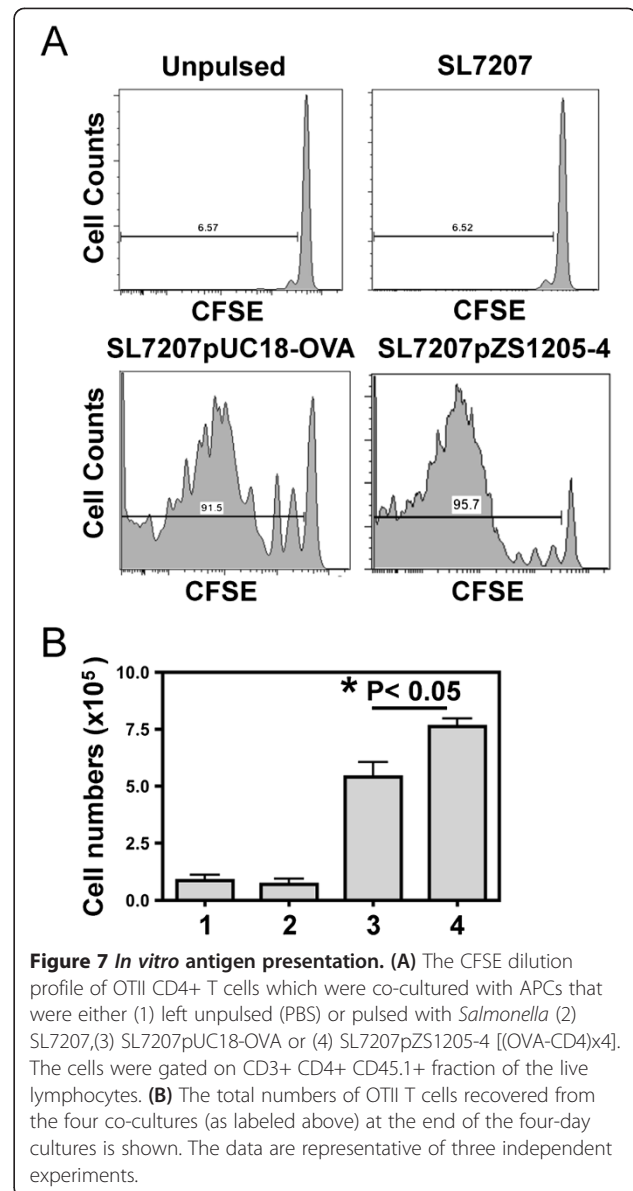 A
Unpulsed
SL7207
Cell Counts
6.57
6.52
CFSE
CFSE
SL7207pUC18-OVA
SL7207pZS1205-4
Cell Counts
91.5
95.7
CFSE
CFSE
B
Cell numbers (x10⁵)
10.0
7.5
5.0
2.5
0.0
* P< 0.05
1 2 3 4
Figure 7 In vitro antigen presentation. (A) The CFSE dilution
profile of OTII CD4+ T cells which were co-cultured with APCs that
were either (1) left unpulsed (PBS) or pulsed with Salmonella (2)
SL7207,(3) SL7207pUC18-OVA or (4) SL7207pZS1205-4 [(OVA-CD4)x4].
The cells were gated on CD3+ CD4+ CD45.1+ fraction of the live
lymphocytes. (B) The total numbers of OTII T cells recovered from
the four co-cultures (as labeled above) at the end of the four-day
cultures is shown. The data are representative of three independent
experiments.